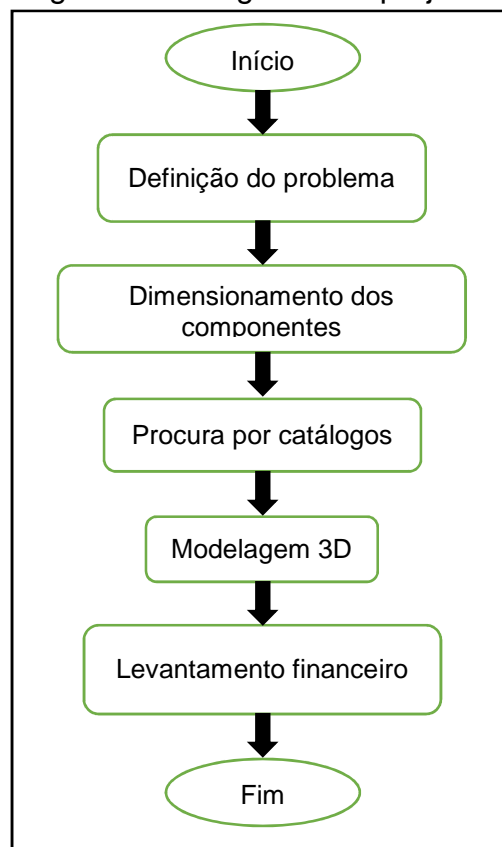 Início
Definição do problema
Dimensionamento dos
componentes
Procura por catálogos
Modelagem 3D
Levantamento financeiro
Fim